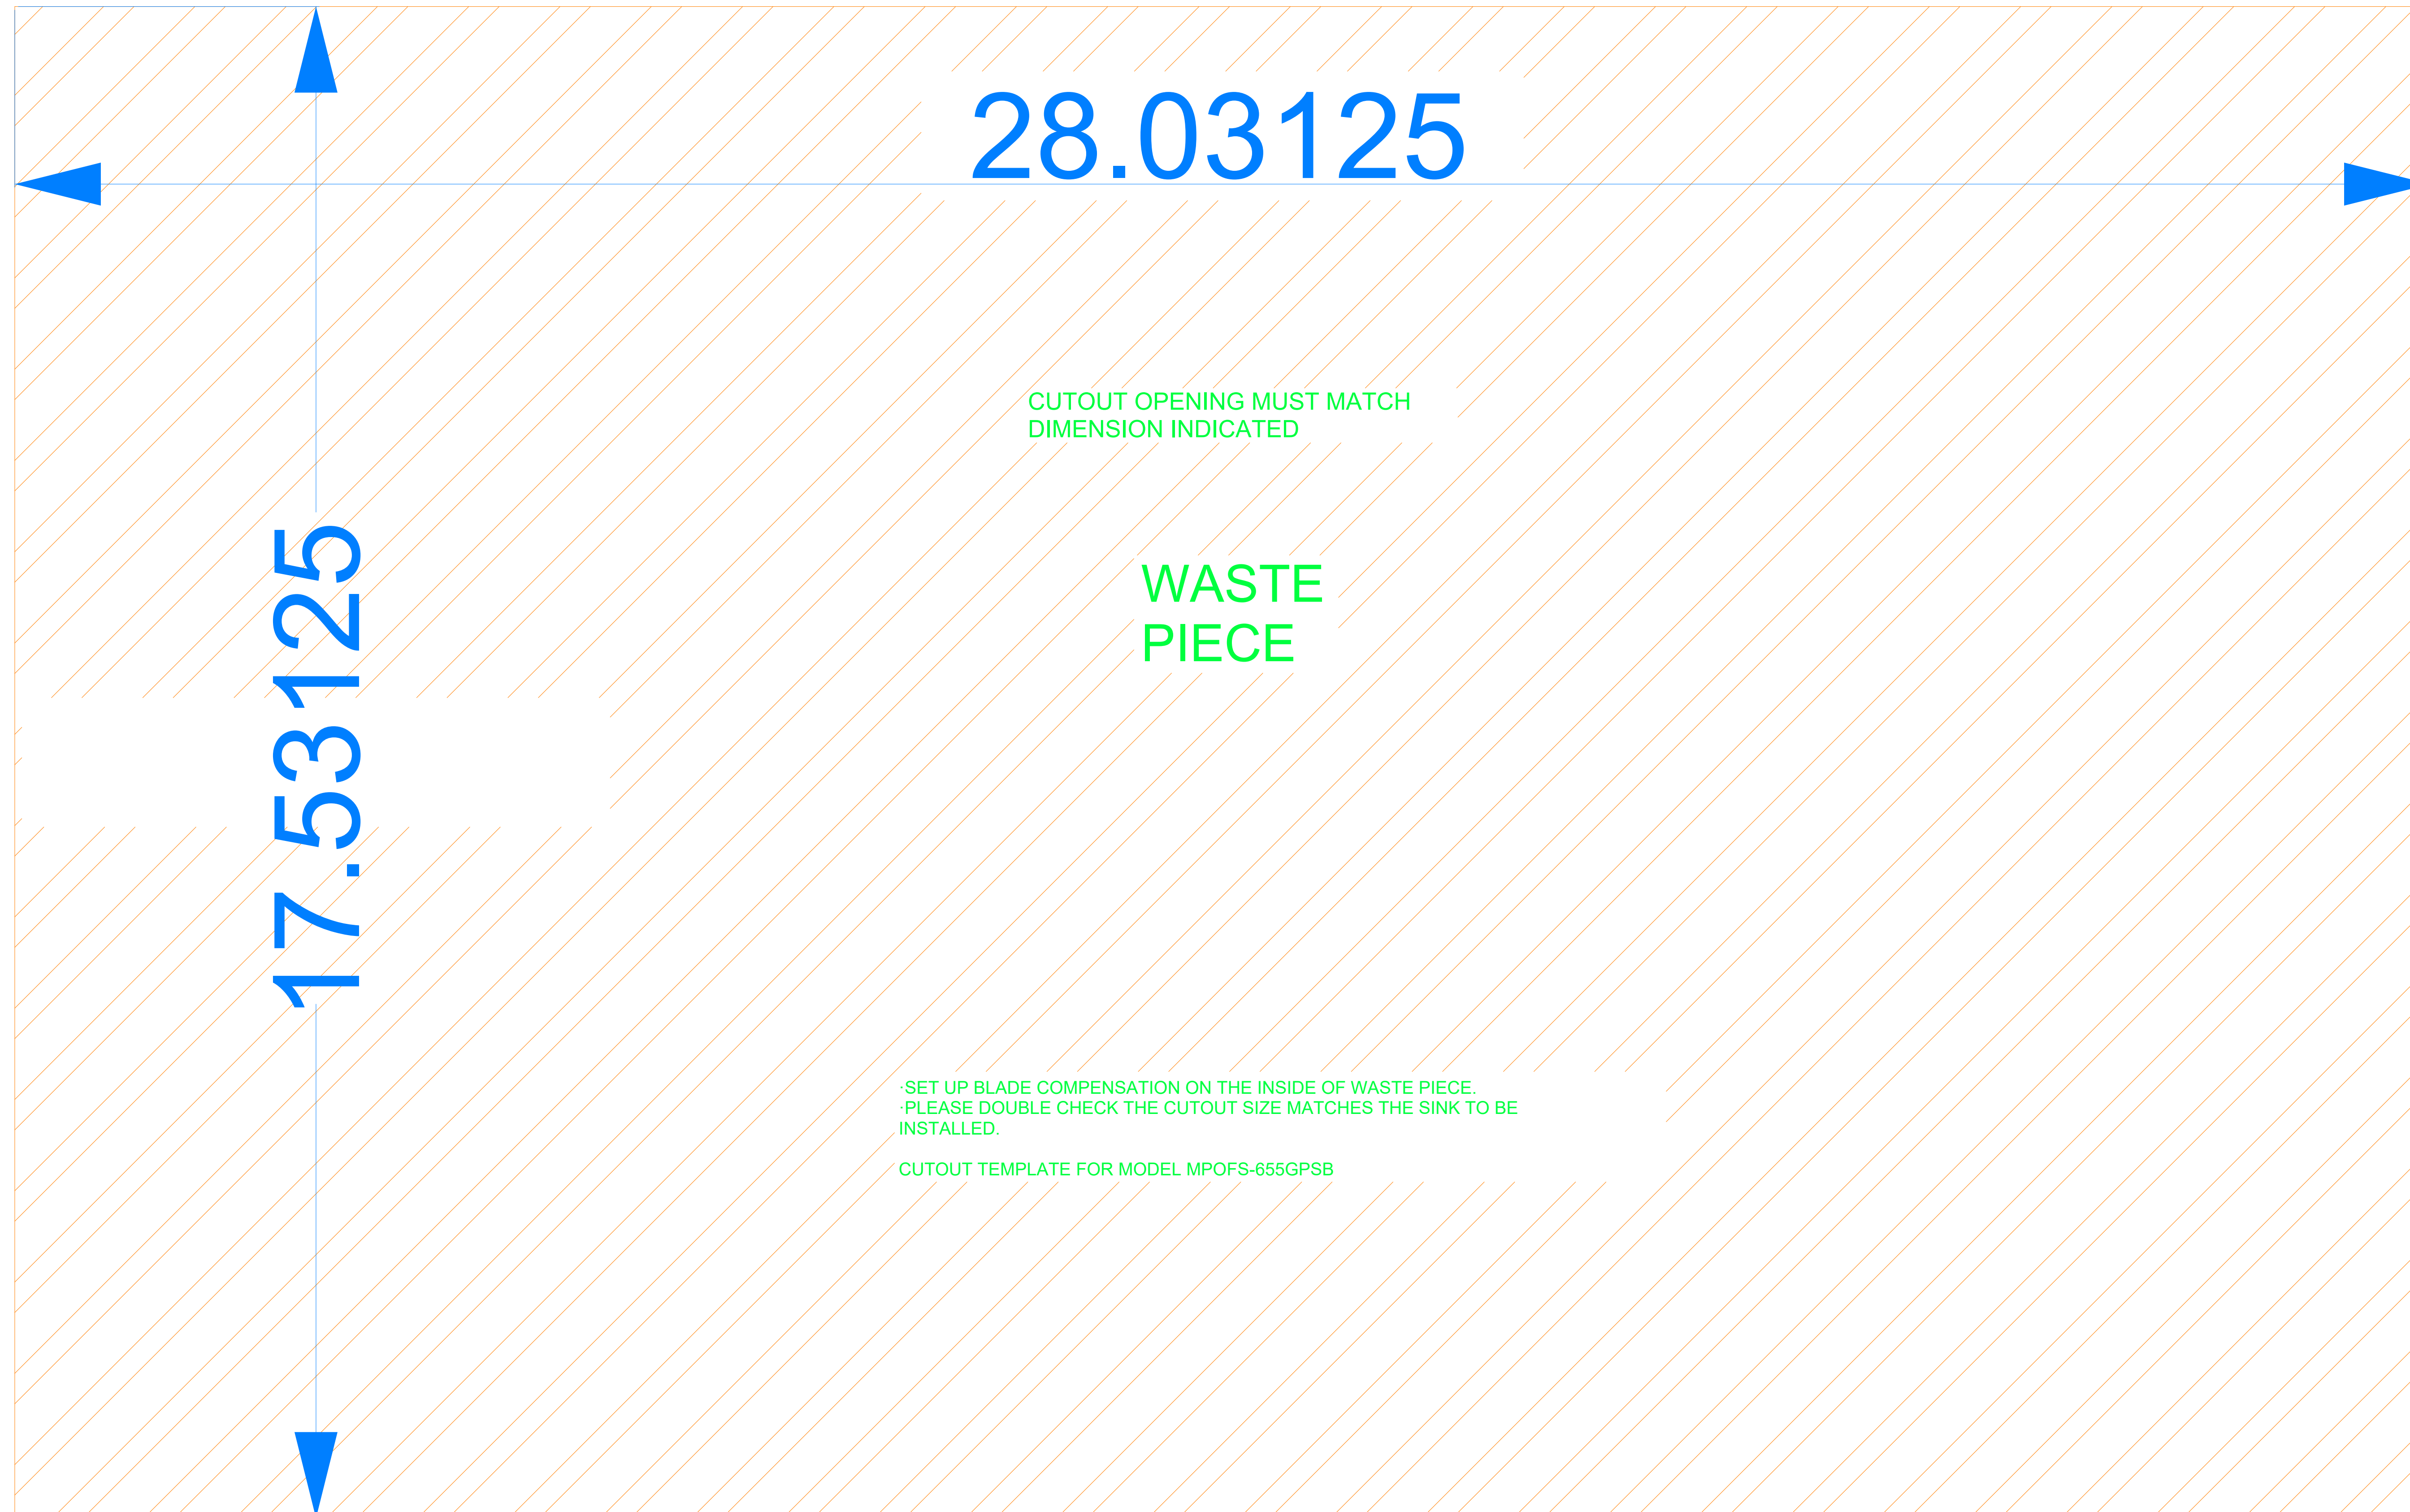 28.03125
CUTOUT OPENING MUST MATCH
DIMENSION INDICATED
17.53125
WASTE
PIECE
·SET UP BLADE COMPENSATION ON THE INSIDE OF WASTE PIECE.
·PLEASE DOUBLE CHECK THE CUTOUT SIZE MATCHES THE SINK TO BE
INSTALLED.
CUTOUT TEMPLATE FOR MODEL MPOFS-655GPSB